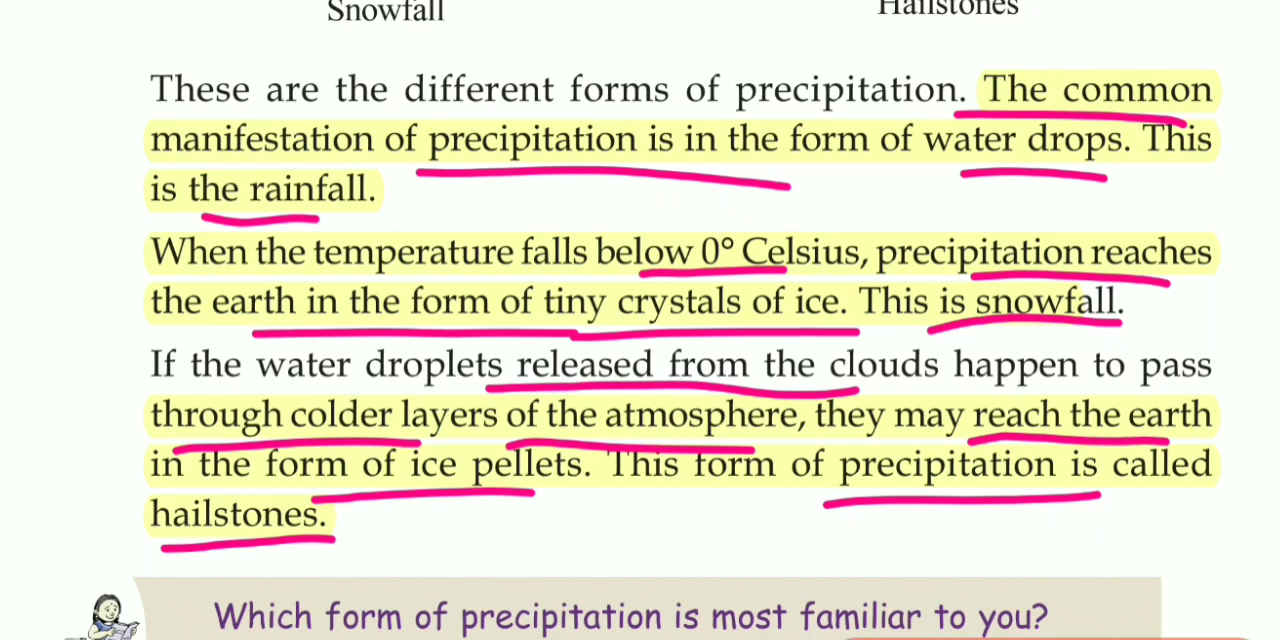 Snowfall
Hailstones
These are the different forms of precipitation. The common
manifestation of precipitation is in the form of water drops. This
is the rainfall.
When the temperature falls below 0° Celsius, precipitation reaches
the earth in the form of tiny crystals of ice. This is snowfall.
If the water droplets released from the clouds happen to pass
through colder layers of the atmosphere, they may reach the earth
in the form of ice pellets. This form of precipitation is called
hailstones.
Which form of precipitation is most familiar to you?